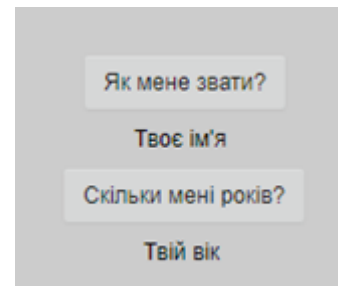 Як мене звати?
Твоє ім'я
Скільки мені років?
Твій вік